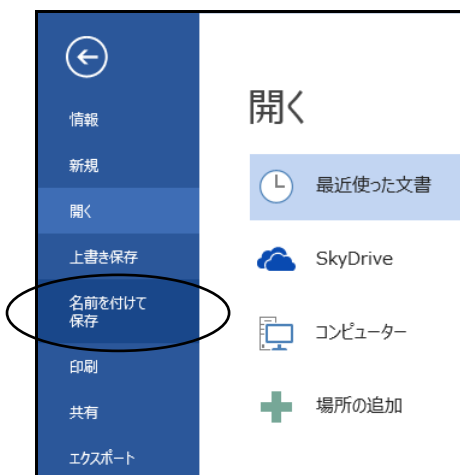 情報
新規
開く
上書き保存
名前を付けて
保存
印刷
共有
エクスポート
開く
最近使った文書
SkyDrive
コンピューター
場所の追加